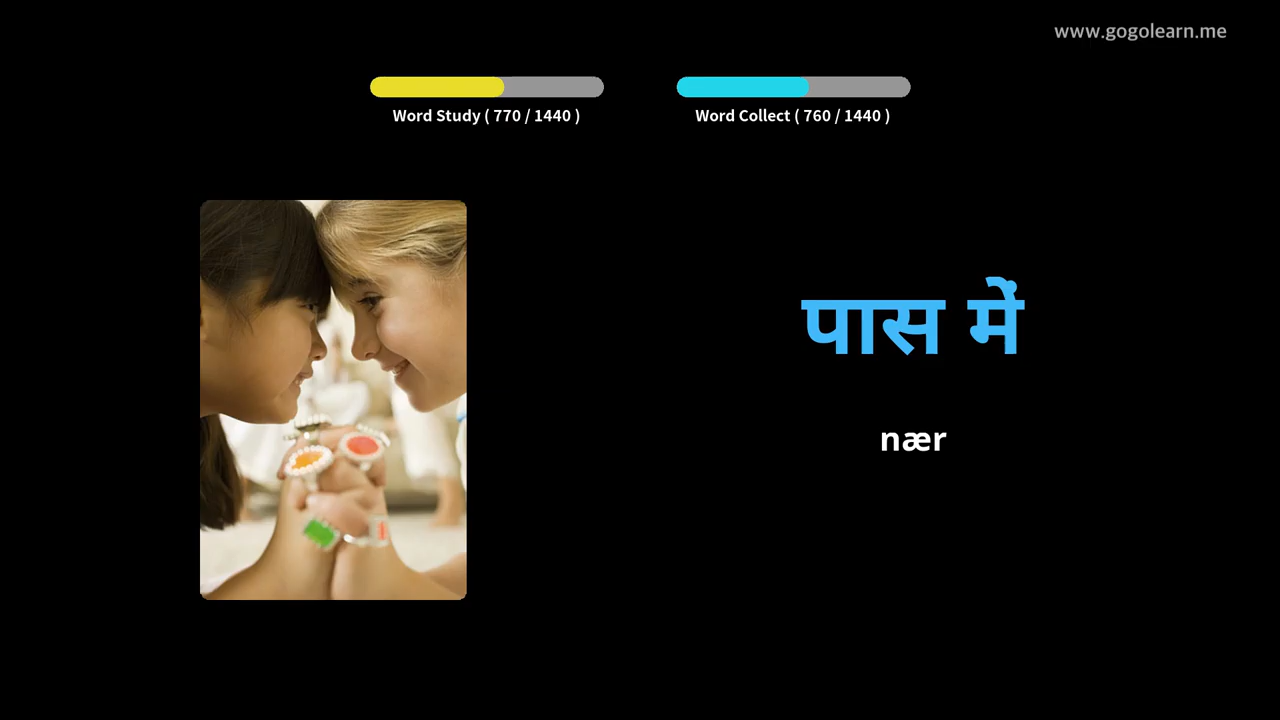 www.gogolearn.me
Word Study ( 770 / 1440 )
Word Collect ( 760 / 1440 )
पास में
nær